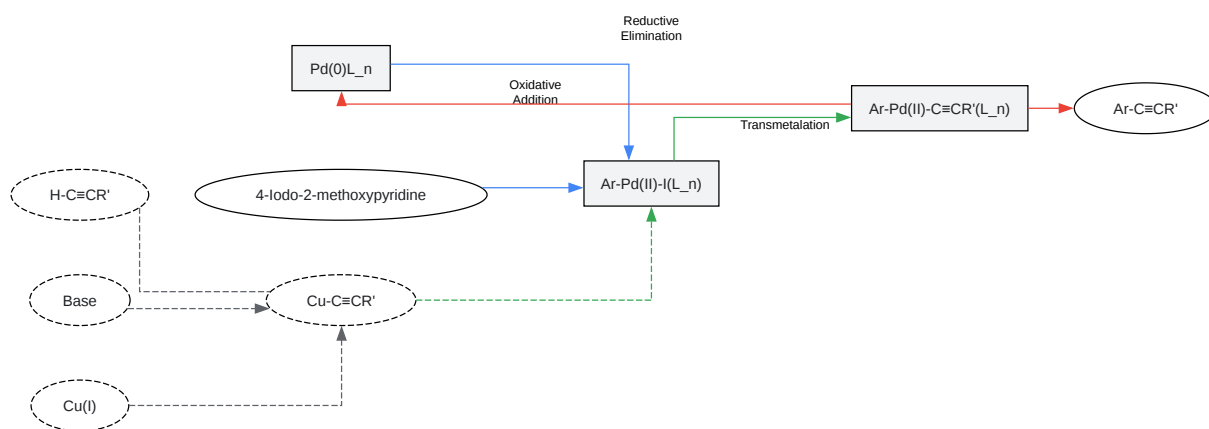 Reductive
Elimination
Pd(0)L_n
Oxidative
Addition
Ar-Pd(II)-C≡CR'(L_n)
Ar-C≡CR'
Transmetalation
H-C≡CR'
4-Iodo-2-methoxypyridine
Ar-Pd(II)-I(L_n)
Base
Cu-C≡CR'
Cu(I)